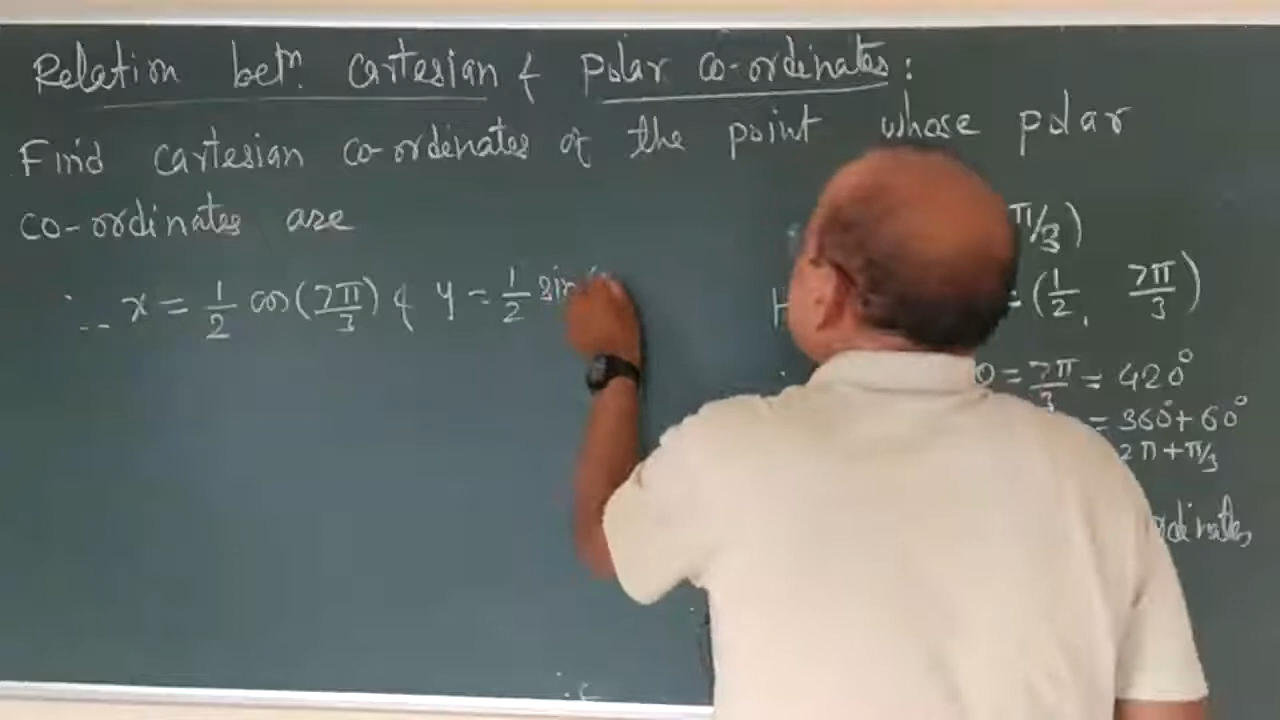 Relation betn. cartesian & polar co-ordinates:
Find cartesian co-ordinates of the point whose polar
co-ordinates are π/3)
∴ x = 1/2 cos(7π/3) & y = 1/2 sin
= (1/2, 7π/3)
= 7π/3 = 420°
= 360° + 60°
2π + π/3